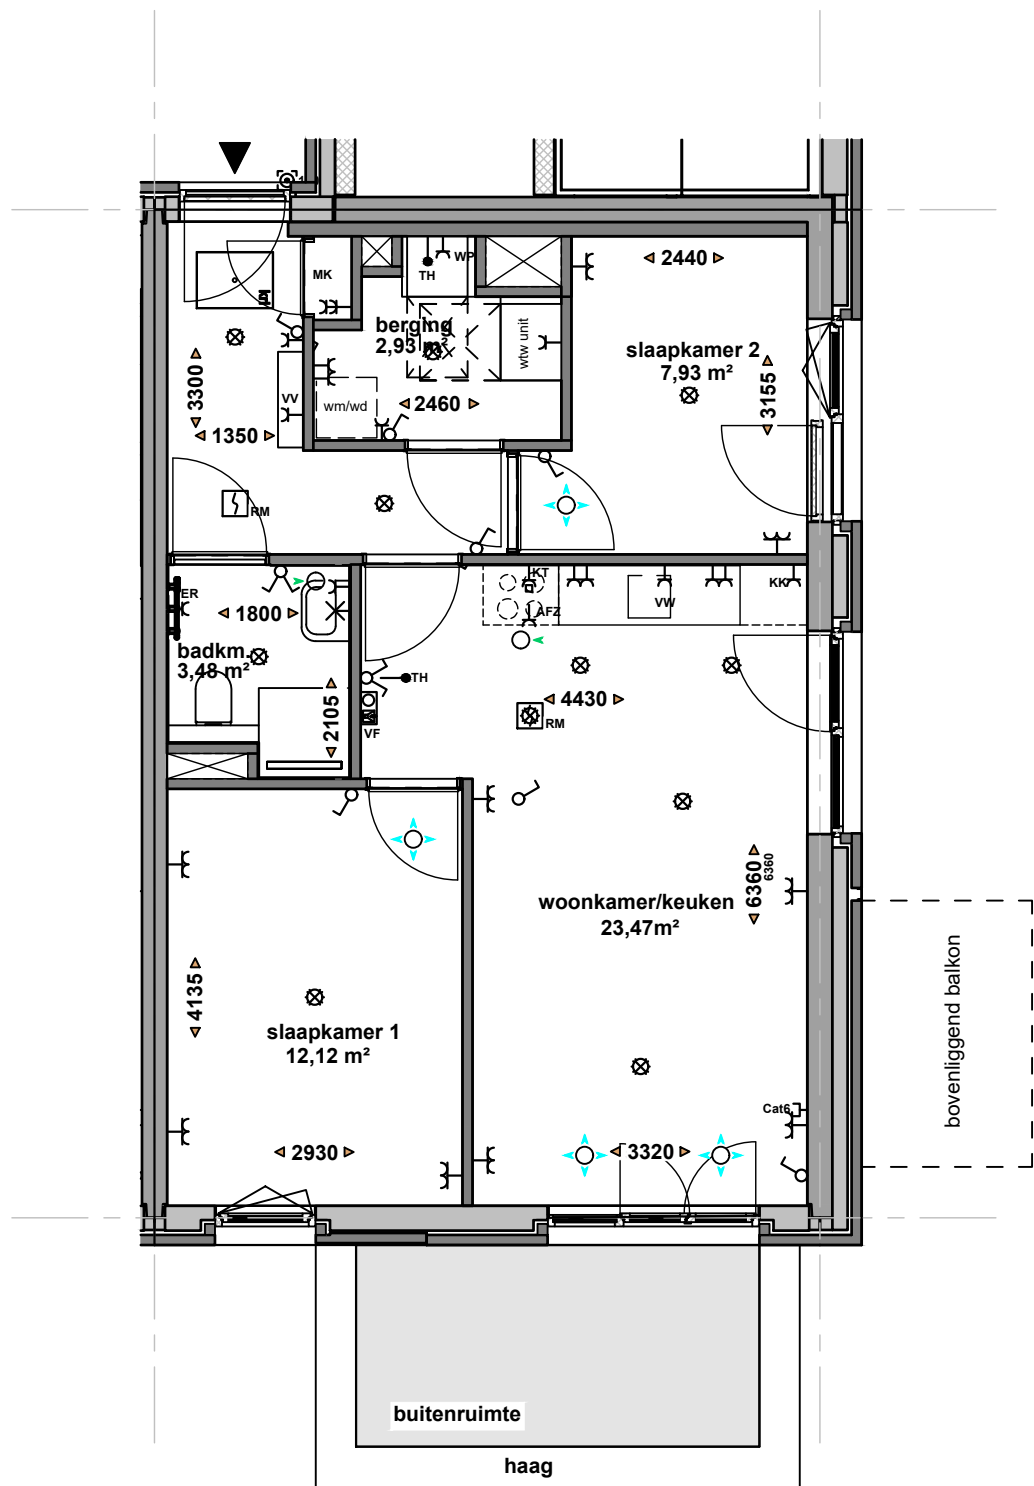 MK
TH
WP
2440
berging
2,93 m²
wtw unit
slaapkamer 2
7,93 m²
3155
3300
1350
VV
wm/wd
2460
RM
ER
1800
badkm.
3,48 m²
2105
KT
AFZ
VW
KK
TH
VF
4430
RM
woonkamer/keuken
23,47m²
6360
6360
4135
slaapkamer 1
12,12 m²
2930
Cat6
3320
bovenliggend balkon
buitenruimte
haag